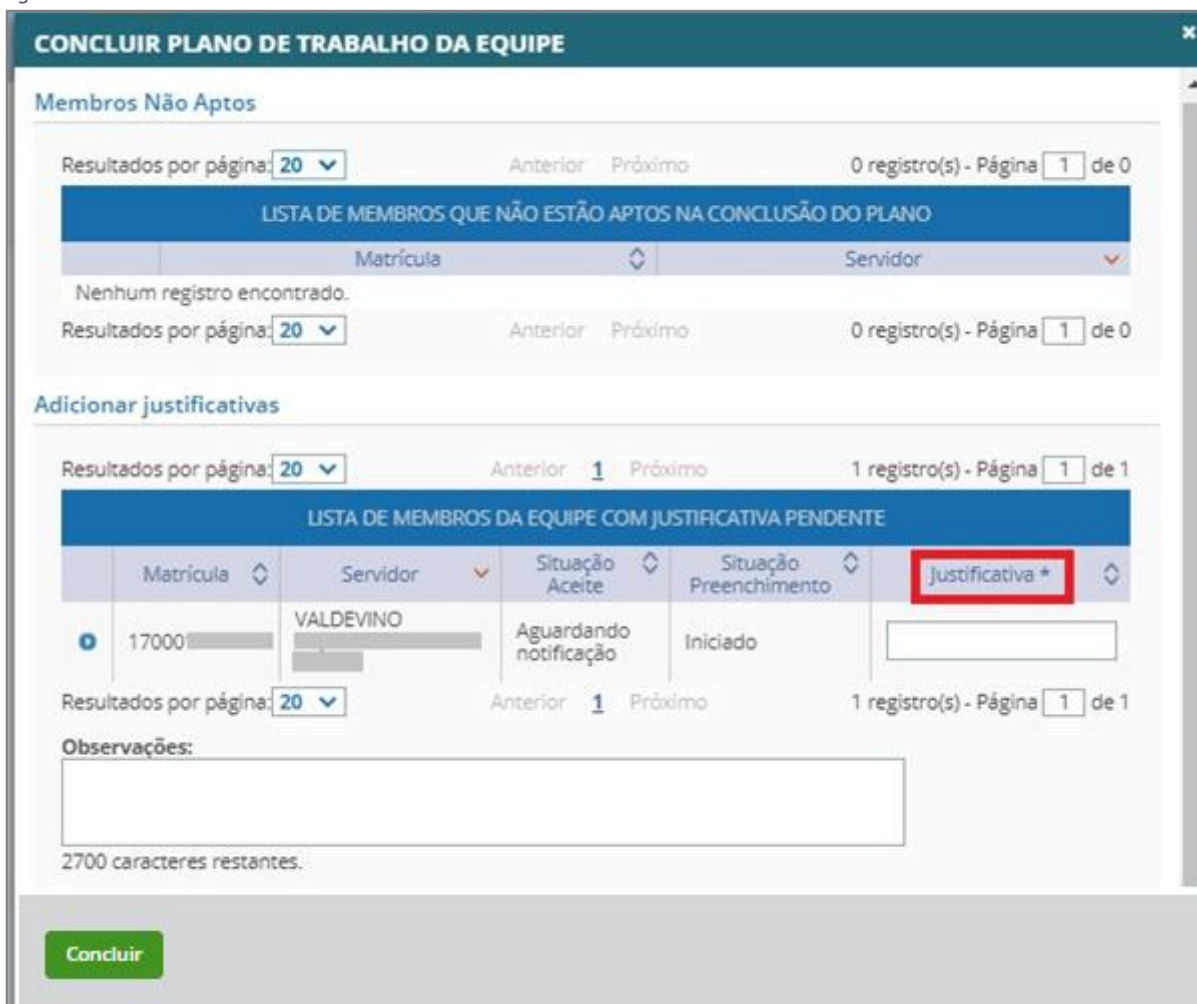 CONCLUIR PLANO DE TRABALHO DA EQUIPE
Membros Não Aptos
Resultados por página: 20 Anterior Próximo 0 registro(s) - Página 1 de 0
LISTA DE MEMBROS QUE NÃO ESTÃO APTOS NA CONCLUSÃO DO PLANO
Matrícula Servidor
Nenhum registro encontrado.
Resultados por página: 20 Anterior Próximo 0 registro(s) - Página 1 de 0
Adicionar justificativas
Resultados por página: 20 Anterior 1 Próximo 1 registro(s) - Página 1 de 1
LISTA DE MEMBROS DA EQUIPE COM JUSTIFICATIVA PENDENTE
Matrícula Servidor Situação Aceite Situação Preenchimento Justificativa *
17000 VALDEVINO Aguardando notificação Iniciado
Resultados por página: 20 Anterior 1 Próximo 1 registro(s) - Página 1 de 1
Observações:
2700 caracteres restantes.
Concluir